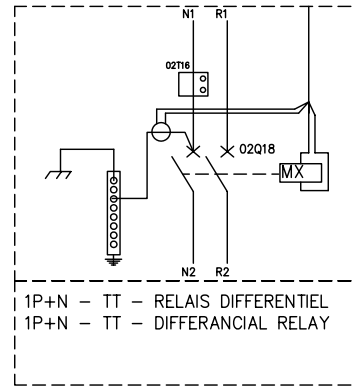 N1 R1
02T16
02Q18
MX
N2 R2
1P+N - TT - RELAIS DIFFERENTIEL
1P+N - TT - DIFFERANCIAL RELAY